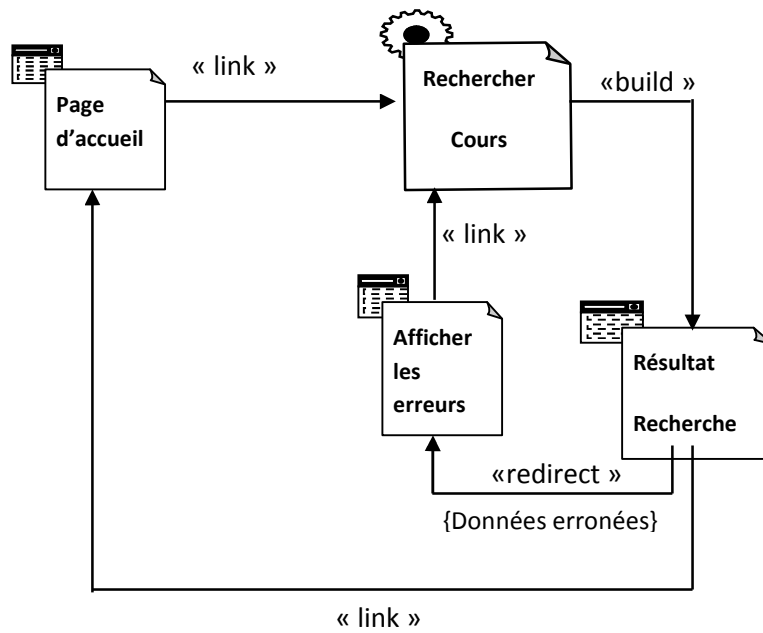 « link »
Page
d’accueil
Rechercher
Cours
«build »
« link »
Afficher
les
erreurs
Résultat
Recherche
«redirect »
{Données erronées}
« link »